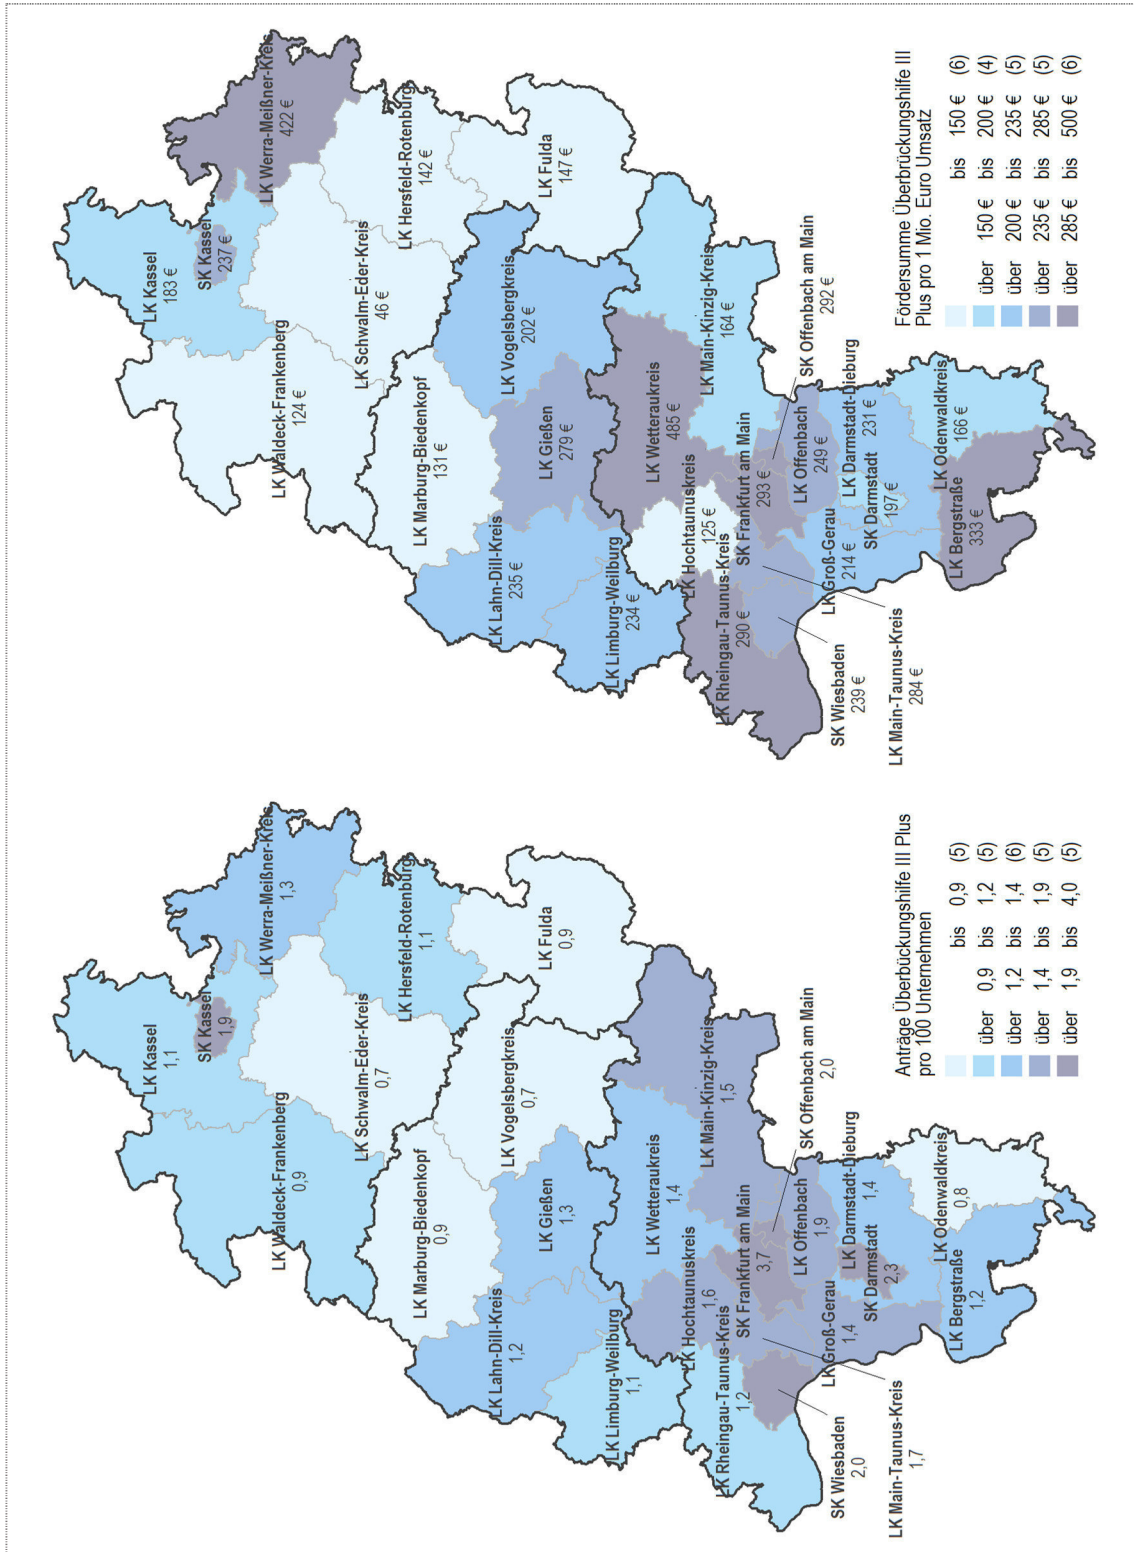 LK Kassel
1,1
SK Kassel
1,9
LK Werra-Meißner-Kreis
1,3
LK Waldeck-Frankenberg
0,9
LK Schwalm-Eder-Kreis
0,7
LK Hersfeld-Rotenburg
1,1
LK Marburg-Biedenkopf
0,9
LK Fulda
0,9
LK Vogelsbergkreis
0,7
LK Lahn-Dill-Kreis
1,2
LK Gießen
1,3
LK Limburg-Weilburg
1,1
LK Wetteraukreis
1,4
LK Hochtaunuskreis
1,6
LK Main-Kinzig-Kreis
1,5
LK Rheingau-Taunus-Kreis
1,2
SK Frankfurt am Main
3,7
SK Offenbach am Main
2,0
LK Offenbach
1,9
SK Wiesbaden
2,0
LK Main-Taunus-Kreis
1,7
LK Groß-Gerau
1,4
LK Darmstadt-Dieburg
1,4
SK Darmstadt
2,3
LK Odenwaldkreis
0,8
LK Bergstraße
1,2
Anträge Überbückungshilfe III Plus
pro 100 Unternehmen
bis 0,9 (5)
über 0,9 bis 1,2 (5)
über 1,2 bis 1,4 (6)
über 1,4 bis 1,9 (5)
über 1,9 bis 4,0 (5)
LK Kassel
183 €
SK Kassel
237 €
LK Werra-Meißner-Kreis
422 €
LK Waldeck-Frankenberg
124 €
LK Schwalm-Eder-Kreis
46 €
LK Hersfeld-Rotenburg
142 €
LK Marburg-Biedenkopf
131 €
LK Fulda
147 €
LK Vogelsbergkreis
202 €
LK Lahn-Dill-Kreis
235 €
LK Gießen
279 €
LK Limburg-Weilburg
234 €
LK Wetteraukreis
485 €
LK Hochtaunuskreis
125 €
LK Main-Kinzig-Kreis
164 €
LK Rheingau-Taunus-Kreis
290 €
SK Frankfurt am Main
293 €
SK Offenbach am Main
292 €
LK Offenbach
249 €
SK Wiesbaden
239 €
LK Main-Taunus-Kreis
284 €
LK Groß-Gerau
214 €
LK Darmstadt-Dieburg
231 €
SK Darmstadt
197 €
LK Odenwaldkreis
166 €
LK Bergstraße
333 €
Fördersumme Überbrückungshilfe III
Plus pro 1 Mio. Euro Umsatz
bis 150 € (6)
über 150 € bis 200 € (4)
über 200 € bis 235 € (5)
über 235 € bis 285 € (5)
über 285 € bis 500 € (6)